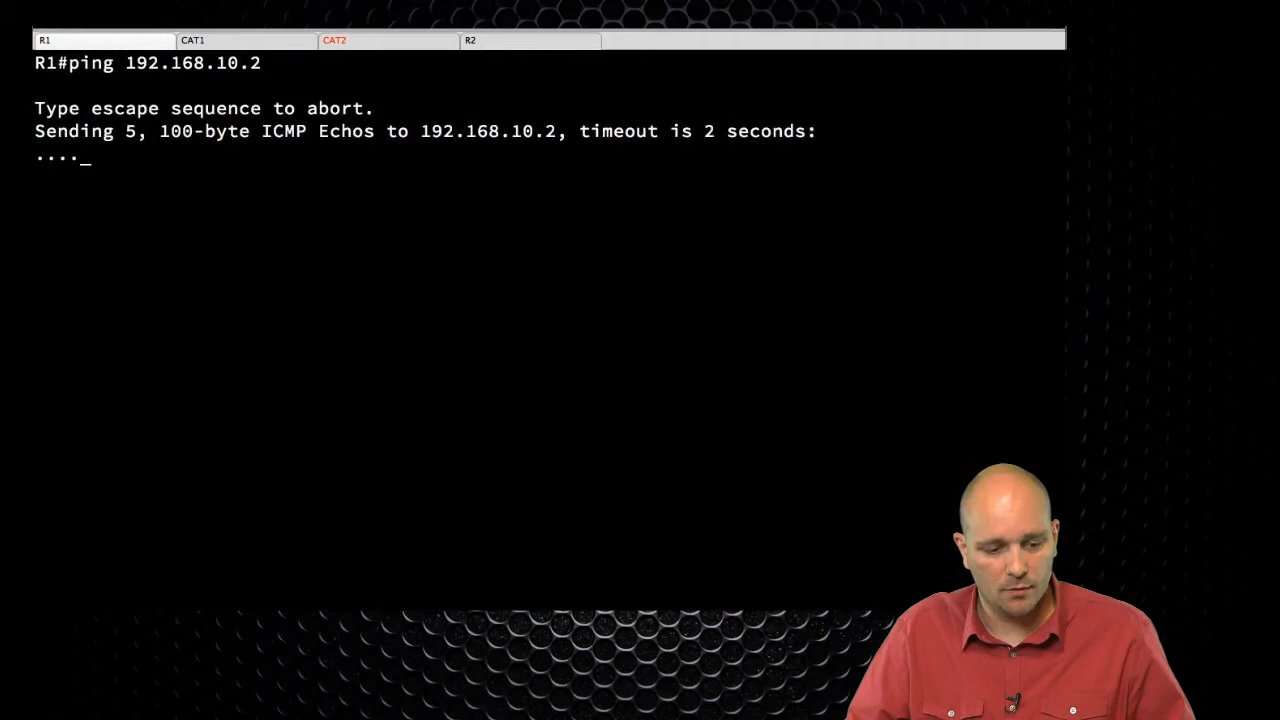 R1
CAT1
CAT2
R2
R1#ping 192.168.10.2
Type escape sequence to abort.
Sending 5, 100-byte ICMP Echos to 192.168.10.2, timeout is 2 seconds:
...._